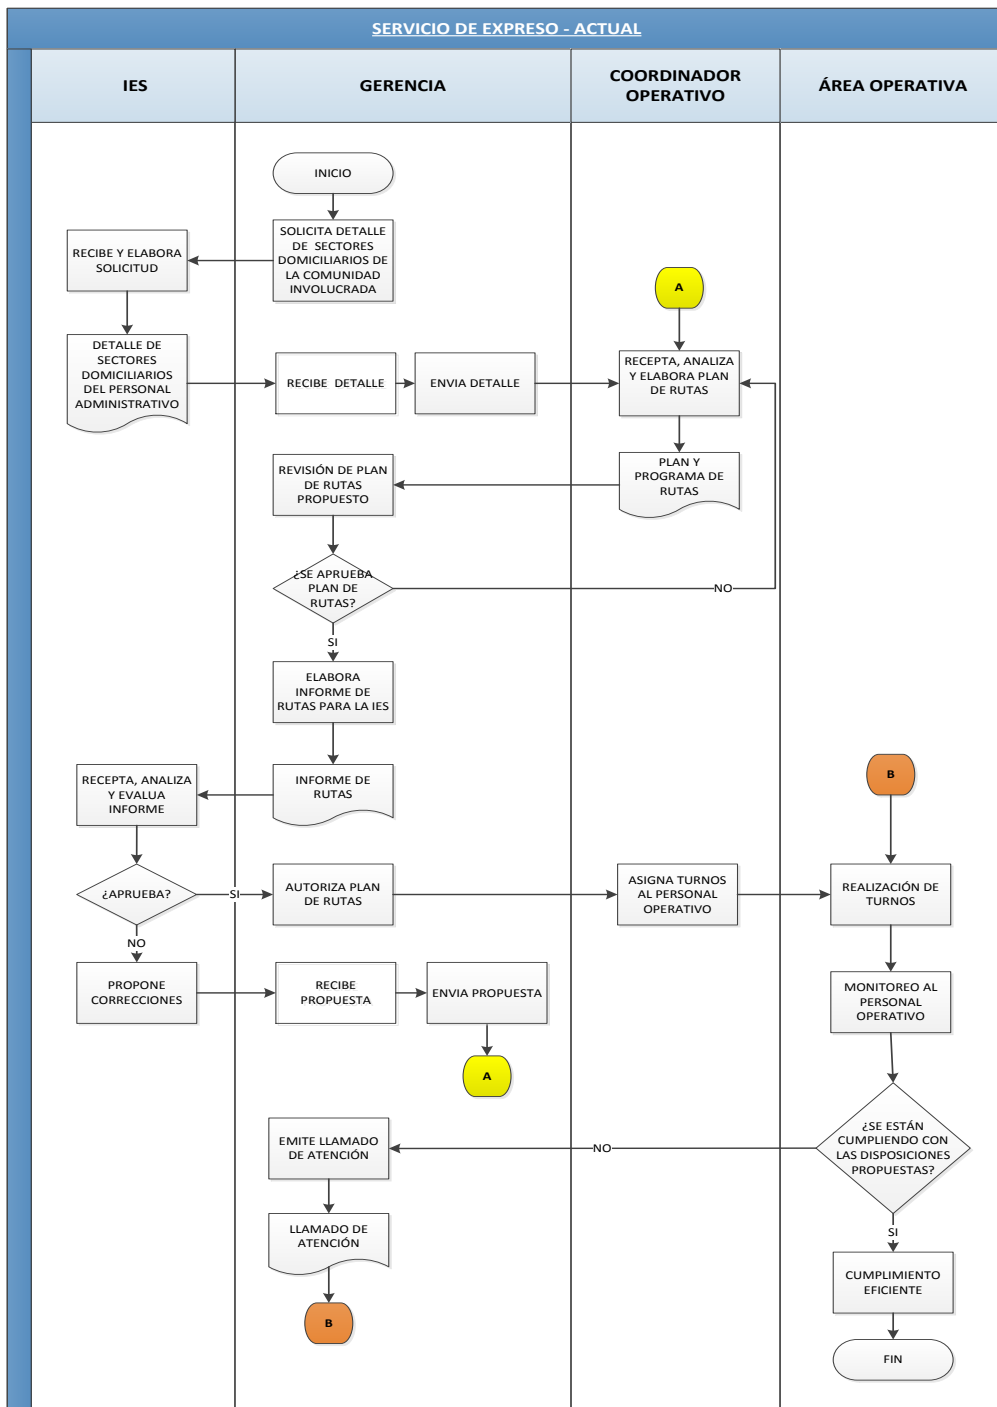 SERVICIO DE EXPRESO - ACTUAL
IES
GERENCIA
COORDINADOR
OPERATIVO
ÁREA OPERATIVA
INICIO
SOLICITA DETALLE
DE SECTORES
DOMICILIARIOS DE
LA COMUNIDAD
INVOLUCRADA
RECIBE Y ELABORA
SOLICITUD
A
DETALLE DE
SECTORES
DOMICILIARIOS
DEL PERSONAL
ADMINISTRATIVO
RECIBE DETALLE
ENVIA DETALLE
RECEPTA, ANALIZA
Y ELABORA PLAN
DE RUTAS
REVISIÓN DE PLAN
DE RUTAS
PROPUESTO
PLAN Y
PROGRAMA DE
RUTAS
¿SE APRUEBA
PLAN DE
RUTAS?
NO
SI
ELABORA
INFORME DE
RUTAS PARA LA IES
RECEPTA, ANALIZA
Y EVALUA
INFORME
INFORME DE
RUTAS
B
¿APRUEBA?
SI
AUTORIZA PLAN
DE RUTAS
ASIGNA TURNOS
AL PERSONAL
OPERATIVO
REALIZACIÓN DE
TURNOS
NO
PROPONE
CORRECCIONES
RECIBE
PROPUESTA
ENVIA PROPUESTA
MONITOREO AL
PERSONAL
OPERATIVO
A
EMITE LLAMADO
DE ATENCIÓN
NO
¿SE ESTÁN
CUMPLIENDO CON
LAS DISPOSICIONES
PROPUESTAS?
LLAMADO DE
ATENCIÓN
SI
CUMPLIMIENTO
EFICIENTE
B
FIN